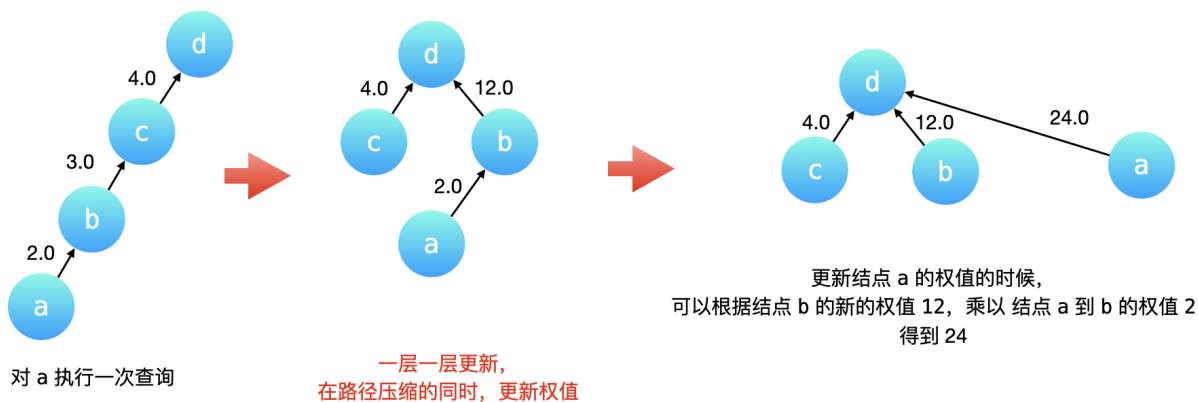 d
4.0
c
3.0
b
2.0
a
对 a 执行一次查询
d
4.0
12.0
c
b
2.0
a
一层一层更新，
在路径压缩的同时，更新权值
d
4.0
12.0
24.0
c
b
a
更新结点 a 的权值的时候，
可以根据结点 b 的新的权值 12，乘以 结点 a 到 b 的权值 2
得到 24